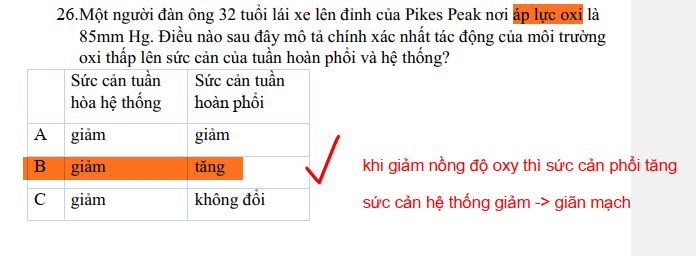 26.Một người đàn ông 32 tuổi lái xe lên đỉnh của Pikes Peak nơi áp lực oxi là
85mm Hg. Điều nào sau đây mô tả chính xác nhất tác động của môi trường
oxi thấp lên sức cản của tuần hoàn phổi và hệ thống?
Sức cản tuần Sức cản tuần
hòa hệ thống hoàn phổi
A giảm giảm
B giảm tăng
C giảm không đổi
khi giảm nồng độ oxy thì sức cản phổi tăng
sức cản hệ thống giảm -> giãn mạch